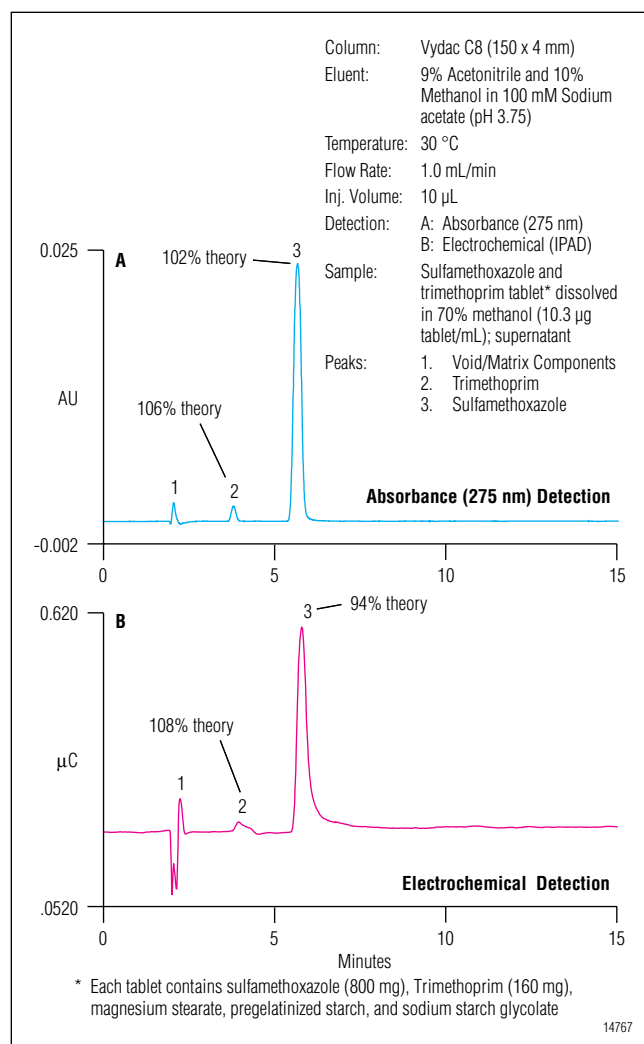 Column: Vydac C8 (150 x 4 mm)
Eluent: 9% Acetonitrile and 10%
Methanol in 100 mM Sodium
acetate (pH 3.75)
Temperature: 30 °C
Flow Rate: 1.0 mL/min
Inj. Volume: 10 µL
Detection: A: Absorbance (275 nm)
B: Electrochemical (IPAD)
Sample: Sulfamethoxazole and
trimethoprim tablet* dissolved
in 70% methanol (10.3 µg
tablet/mL); supernatant
Peaks: 1. Void/Matrix Components
2. Trimethoprim
3. Sulfamethoxazole
0.025
A
102% theory
3
AU
106% theory
1
2
Absorbance (275 nm) Detection
-0.002
0 5 10 15
0.620
B
3
94% theory
108% theory
µC
1
2
Electrochemical Detection
.0520
0 5 10 15
Minutes
* Each tablet contains sulfamethoxazole (800 mg), Trimethoprim (160 mg),
magnesium stearate, pregelatinized starch, and sodium starch glycolate
14767